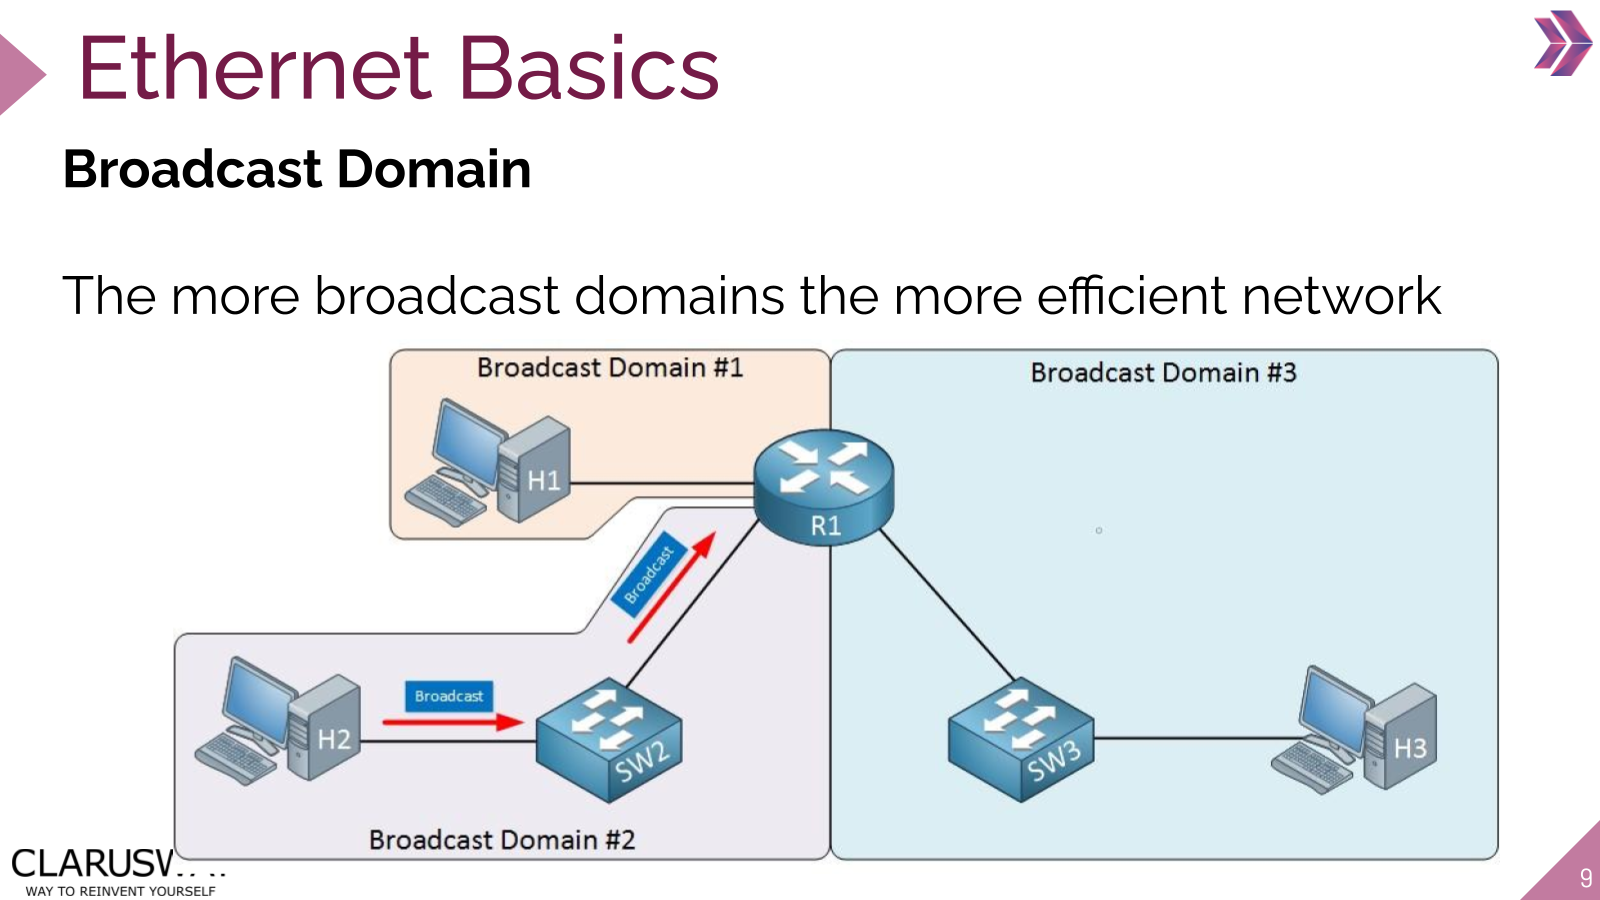 Ethernet Basics
Broadcast Domain
The more broadcast domains the more efficient network
Broadcast Domain #1
Broadcast Domain #3
H1
R1
Broadcast
Broadcast
H2
SW2
SW3
H3
Broadcast Domain #2
WAY TO REINVENT YOURSELF
9